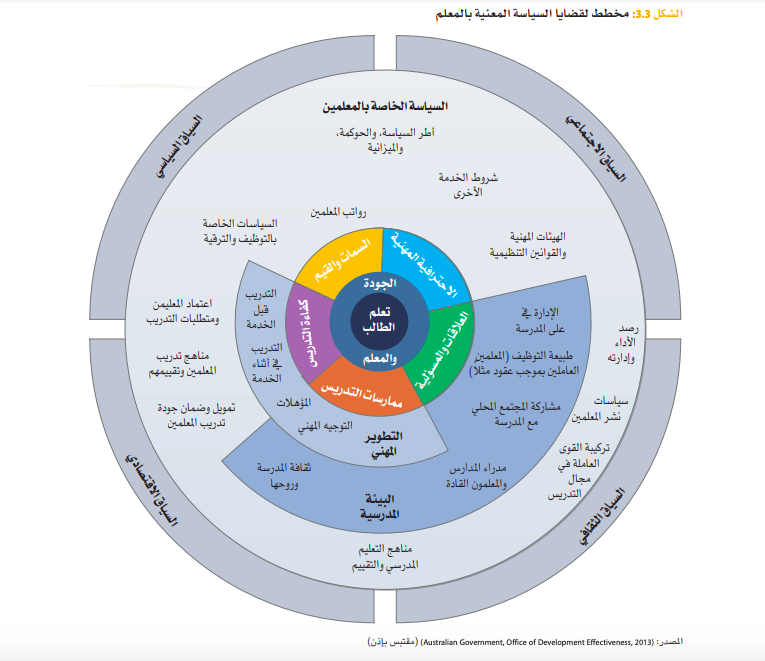 الشكل 3.3: مخطط لقضايا السياسة المعنية بالمعلم
السياق الاجتماعي
السياق السياسي
السياق الثقافي
السياق الاقتصادي
السياسة الخاصة بالمعلمين
أطر السياسة، والحوكمة،
والميزانية
شروط الخدمة
الأخرى
رواتب المعلمين
الهيئات المهنية
والقوانين التنظيمية
السياسات الخاصة
بالتوظيف والترقية
اعتماد المعليمن
ومتطلبات التدريب
مناهج تدريب
المعلمين وتقييمهم
تمويل وضمان جودة
تدريب المعلمين
رصد
الأداء
وإدارته
سياسات
نشر المعلمين
تركيبة القوى
العاملة في
مجال
التدريس
مناهج التعليم
المدرسي والتقييم
الإدارة في
على المدرسة
طبيعة التوظيف (المعلمين
العاملين بموجب عقود مثلا)
مشاركة المجتمع المحلي
مع المدرسة
مدراء المدارس
والمعلمون القادة
البيئة
المدرسية
ثقافة المدرسة
وروحها
التدريب
قبل
الخدمة
التدريب
في أثناء
الخدمة
المؤهلات
التوجيه المهني
التطوير
المهني
الاحترافية المهنية
السمات والقيم
كفاءة التدريس
ممارسات التدريس
العلاقات والمسؤلية
الجودة
تعلم
الطالب
والمعلم
المصدر: (Australian Government, Office of Development Effectiveness, 2013) (مقتبس بإذن)